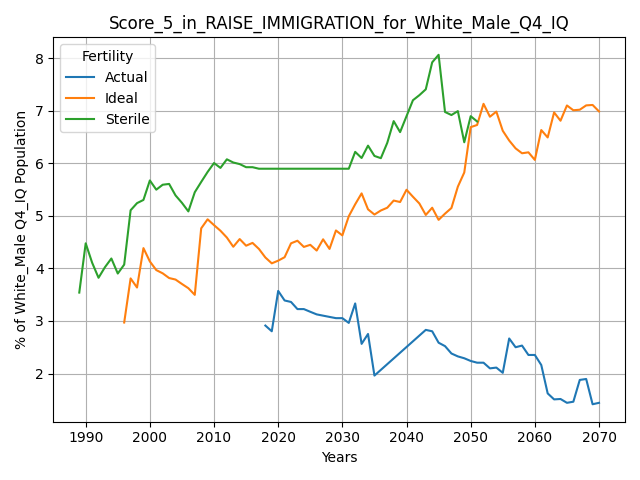 Score_5_in_RAISE_IMMIGRATION_for_White_Male_Q4_IQ
Fertility
Actual
Ideal
Sterile
% of White_Male Q4_IQ Population
8
7
6
5
4
3
2
1990 2000 2010 2020 2030 2040 2050 2060 2070
Years